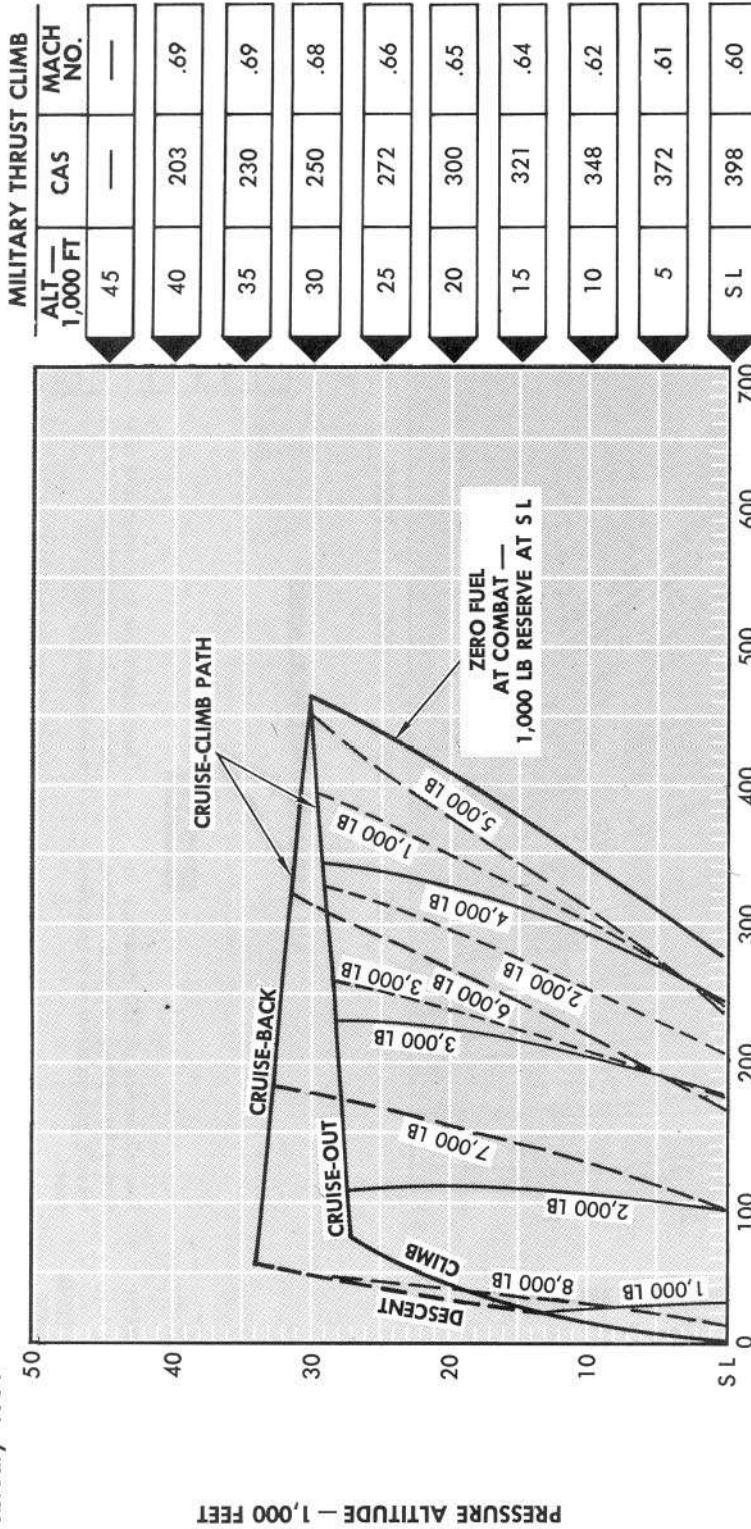 MILITARY THRUST CLIMB
ALT —
1,000 FT
CAS
MACH
NO.
45 — —
40 203 .69
35 230 .69
30 250 .68
25 272 .66
20 300 .65
15 321 .64
10 348 .62
5 372 .61
S L 398 .60
PRESSURE ALTITUDE — 1,000 FEET
50
40
30
20
10
S L
0 100 200 300 400 500 600 700
CRUISE-CLIMB PATH
CRUISE-BACK
CRUISE-OUT
CLIMB
DESCENT
ZERO FUEL
AT COMBAT —
1,000 LB RESERVE AT S L
1,000 LB
8,000 LB
2,000 LB
7,000 LB
3,000 LB
6,000 LB
3,000 LB
2,000 LB
4,000 LB
1,000 LB
5,000 LB